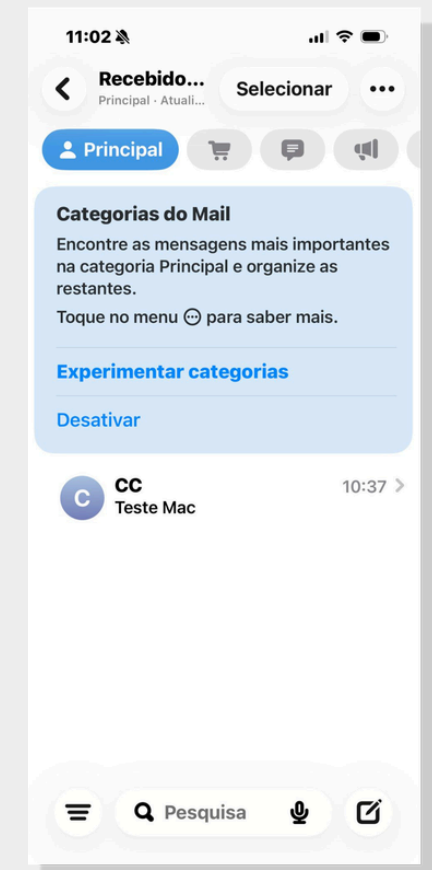 11:02
Recebido...
Principal · Atuali...
Selecionar
Principal
Categorias do Mail
Encontre as mensagens mais importantes
na categoria Principal e organize as
restantes.
Toque no menu para saber mais.
Experimentar categorias
Desativar
C
CC
10:37
Teste Mac
Pesquisa